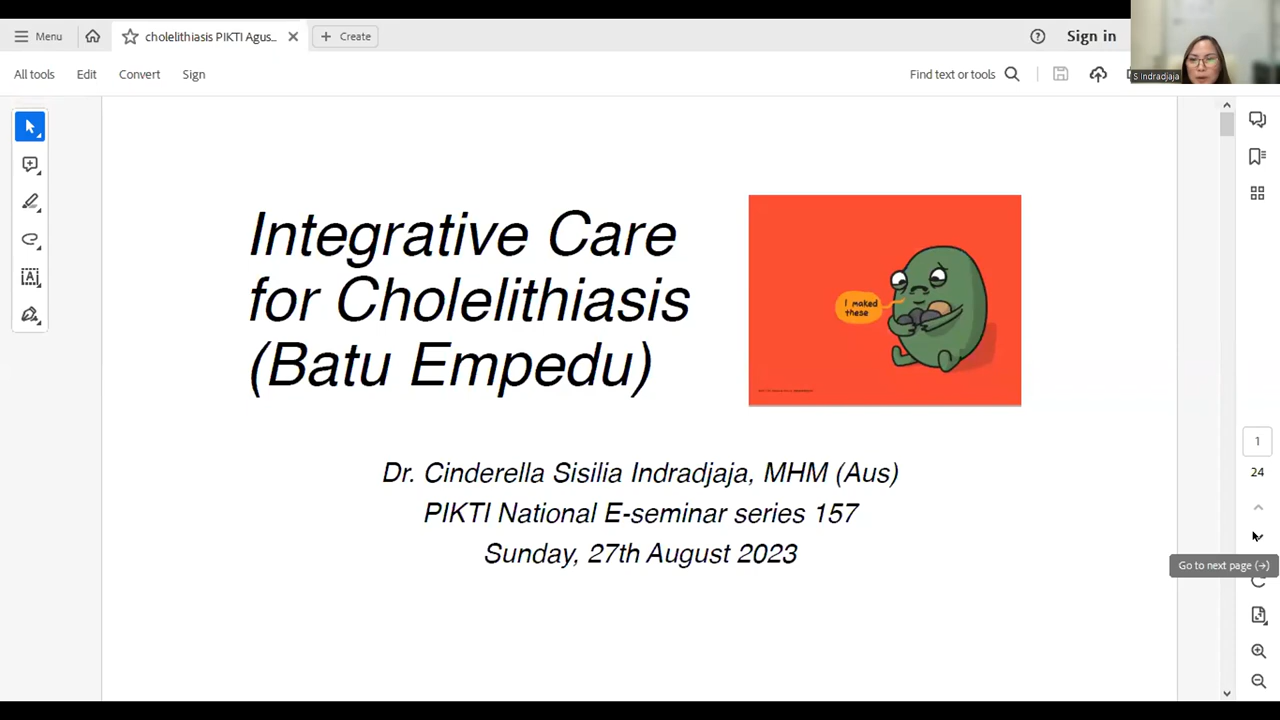 Menu
cholelithiasis PIKTI Agus...
Create
Sign in
S Indradjaja
All tools
Edit
Convert
Sign
Find text or tools
Integrative Care
for Cholelithiasis
(Batu Empedu)
I maked
these
Dr. Cinderella Sisilia Indradjaja, MHM (Aus)
PIKTI National E-seminar series 157
Sunday, 27th August 2023
1
24
Go to next page (→)